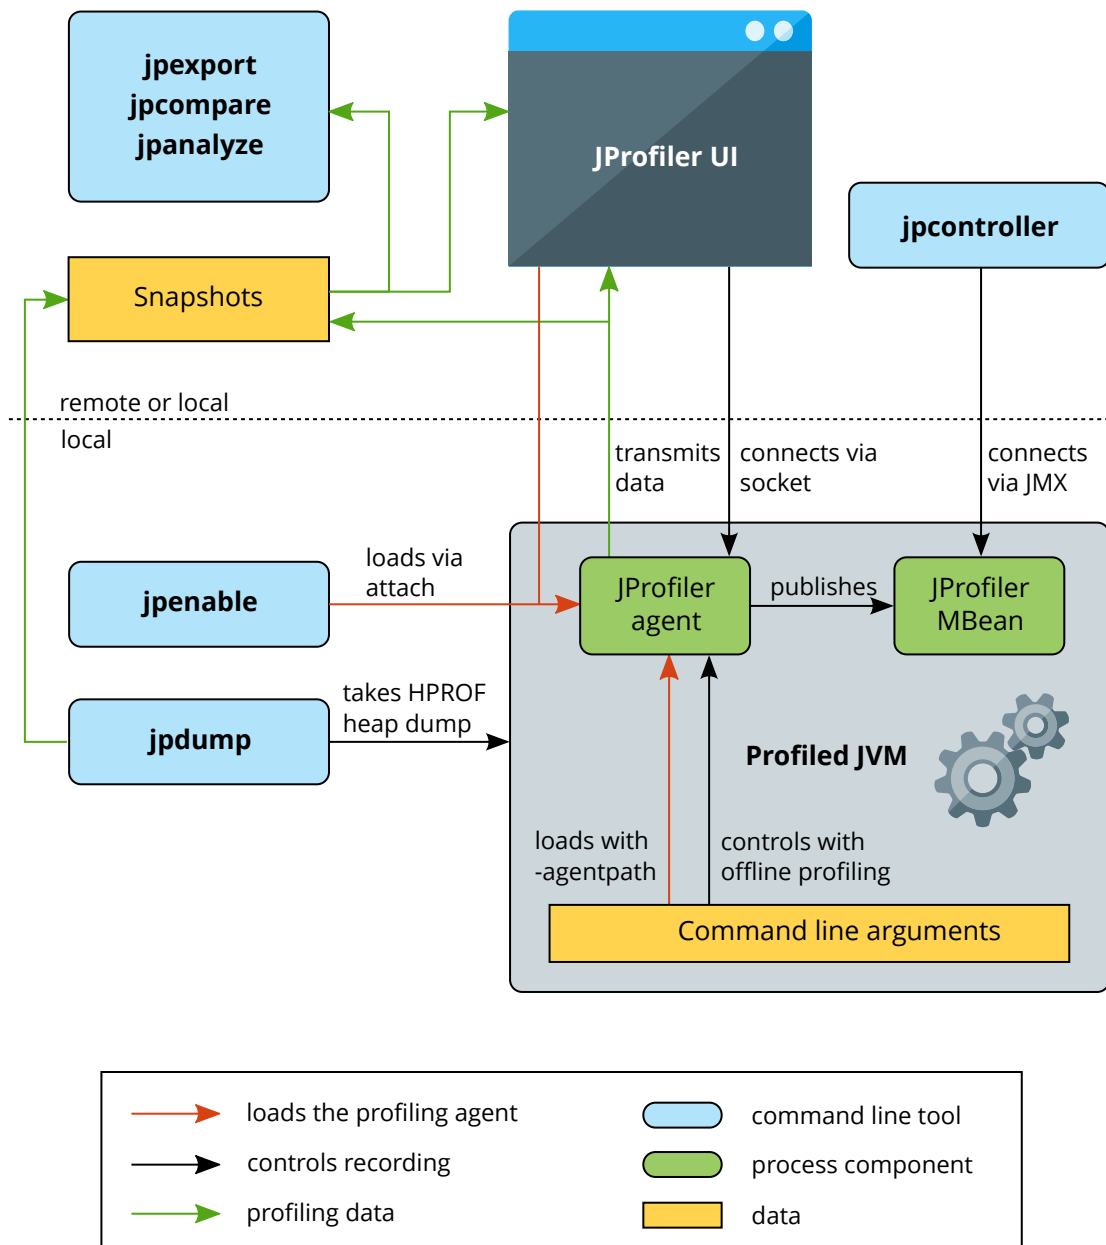 jpexport
jpcompare
jpanalyze
JProfiler UI
jpcontroller
Snapshots
remote or local
local
transmits
data
connects via
socket
connects
via JMX
loads via
attach
jpenable
JProfiler
agent
publishes
JProfiler
MBean
takes HPROF
heap dump
jpdump
Profiled JVM
loads with
-agentpath
controls with
offline profiling
Command line arguments
loads the profiling agent
command line tool
controls recording
process component
profiling data
data